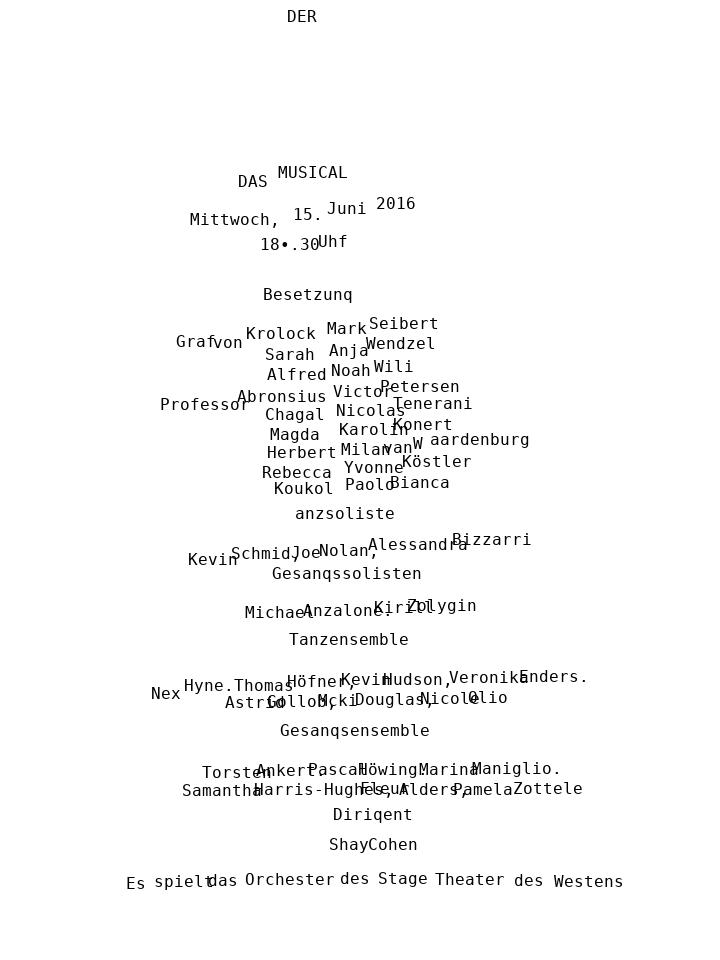 DER
DAS MUSICAL
Mittwoch, 15. Juni 2016
18•.30 Uhf
Besetzunq
Graf von Krolock Mark Seibert
Sarah Anja Wendzel
Alfred Noah Wili
Professor Abronsius Victor Petersen
Chagal Nicolas Tenerani
Magda Karolin Konert
Herbert Milan van W aardenburg
Rebecca Yvonne Köstler
Koukol Paolo Bianca
anzsoliste
Kevin Schmid, Joe Nolan, Alessandra Bizzarri
Gesanqssolisten
Michael Anzalone. Kirill Zolygin
Tanzensemble
Nex Hyne. Thomas Höfner, Kevin Hudson, Veronika Enders.
Astrid Gollob, Mcki Douglas, Nicole Olio
Gesanqsensemble
Torsten Ankert. Pascal Höwing. Marina Maniglio.
Samantha Harris-Hughes, Fleur Alders, Pamela Zottele
Diriqent
Shay Cohen
Es spielt das Orchester des Stage Theater des Westens